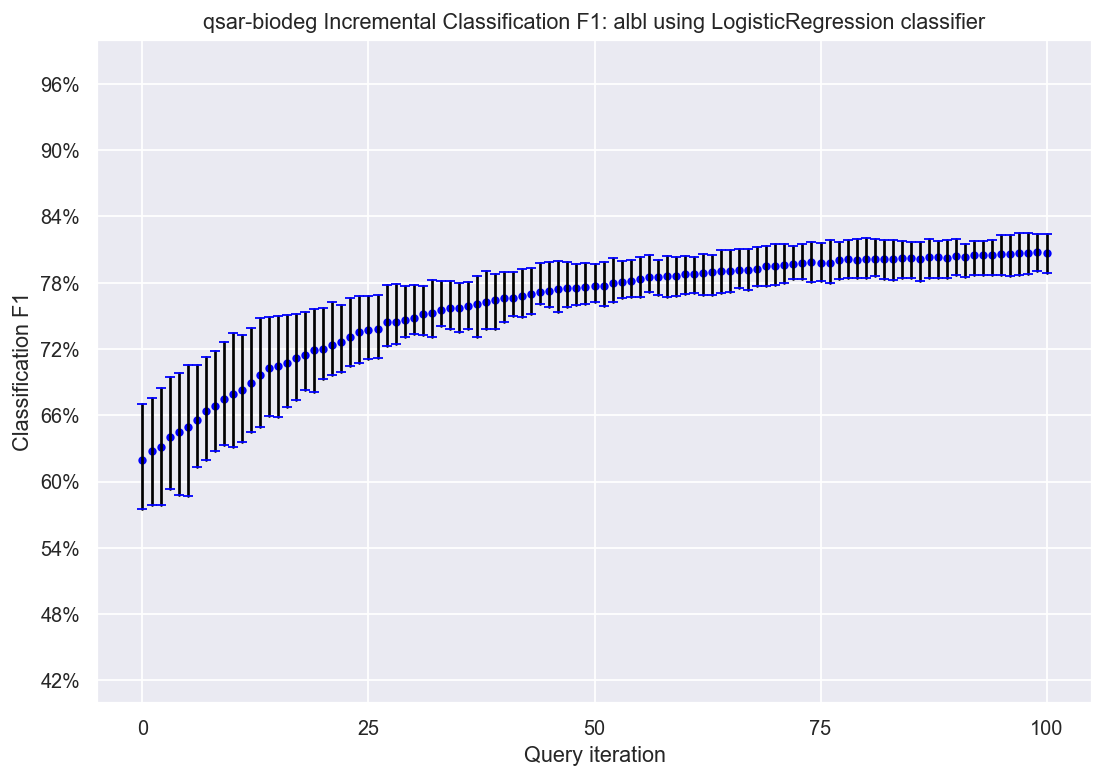 qsar-biodeg Incremental Classification F1: albl using LogisticRegression classifier
96%
90%
84%
78%
72%
66%
60%
54%
48%
42%
Classification F1
0 25 50 75 100
Query iteration